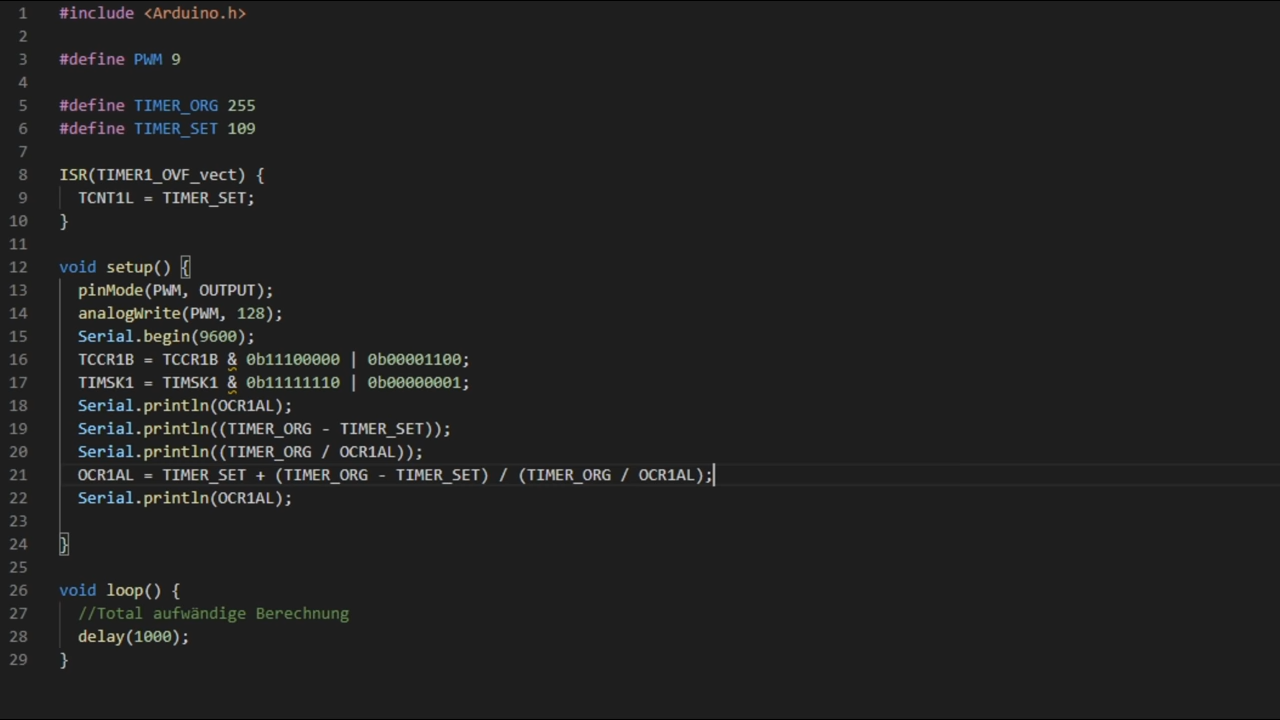 1 #include <Arduino.h>
2
3 #define PWM 9
4
5 #define TIMER_ORG 255
6 #define TIMER_SET 109
7
8 ISR(TIMER1_OVF_vect) {
9   TCNT1L = TIMER_SET;
10 }
11
12 void setup() {
13   pinMode(PWM, OUTPUT);
14   analogWrite(PWM, 128);
15   Serial.begin(9600);
16   TCCR1B = TCCR1B & 0b11100000 | 0b00001100;
17   TIMSK1 = TIMSK1 & 0b11111110 | 0b00000001;
18   Serial.println(OCR1AL);
19   Serial.println((TIMER_ORG - TIMER_SET));
20   Serial.println((TIMER_ORG / OCR1AL));
21   OCR1AL = TIMER_SET + (TIMER_ORG - TIMER_SET) / (TIMER_ORG / OCR1AL);
22   Serial.println(OCR1AL);
23
24 }
25
26 void loop() {
27   //Total aufwändige Berechnung
28   delay(1000);
29 }